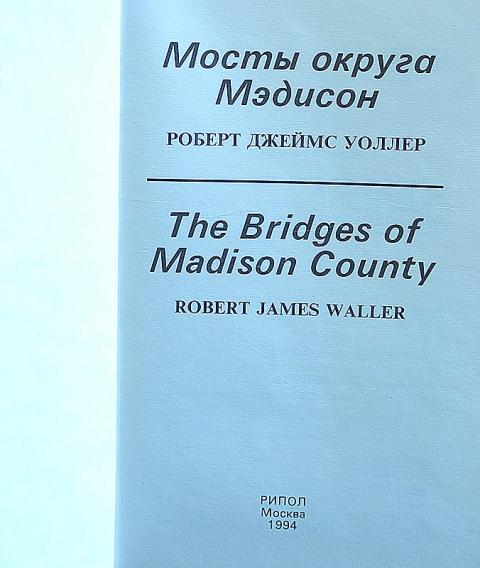 Мосты округа
Мэдисон
РОБЕРТ ДЖЕЙМС УОЛЛЕР
The Bridges of
Madison County
ROBERT JAMES WALLER
РИПОЛ
Москва
1994